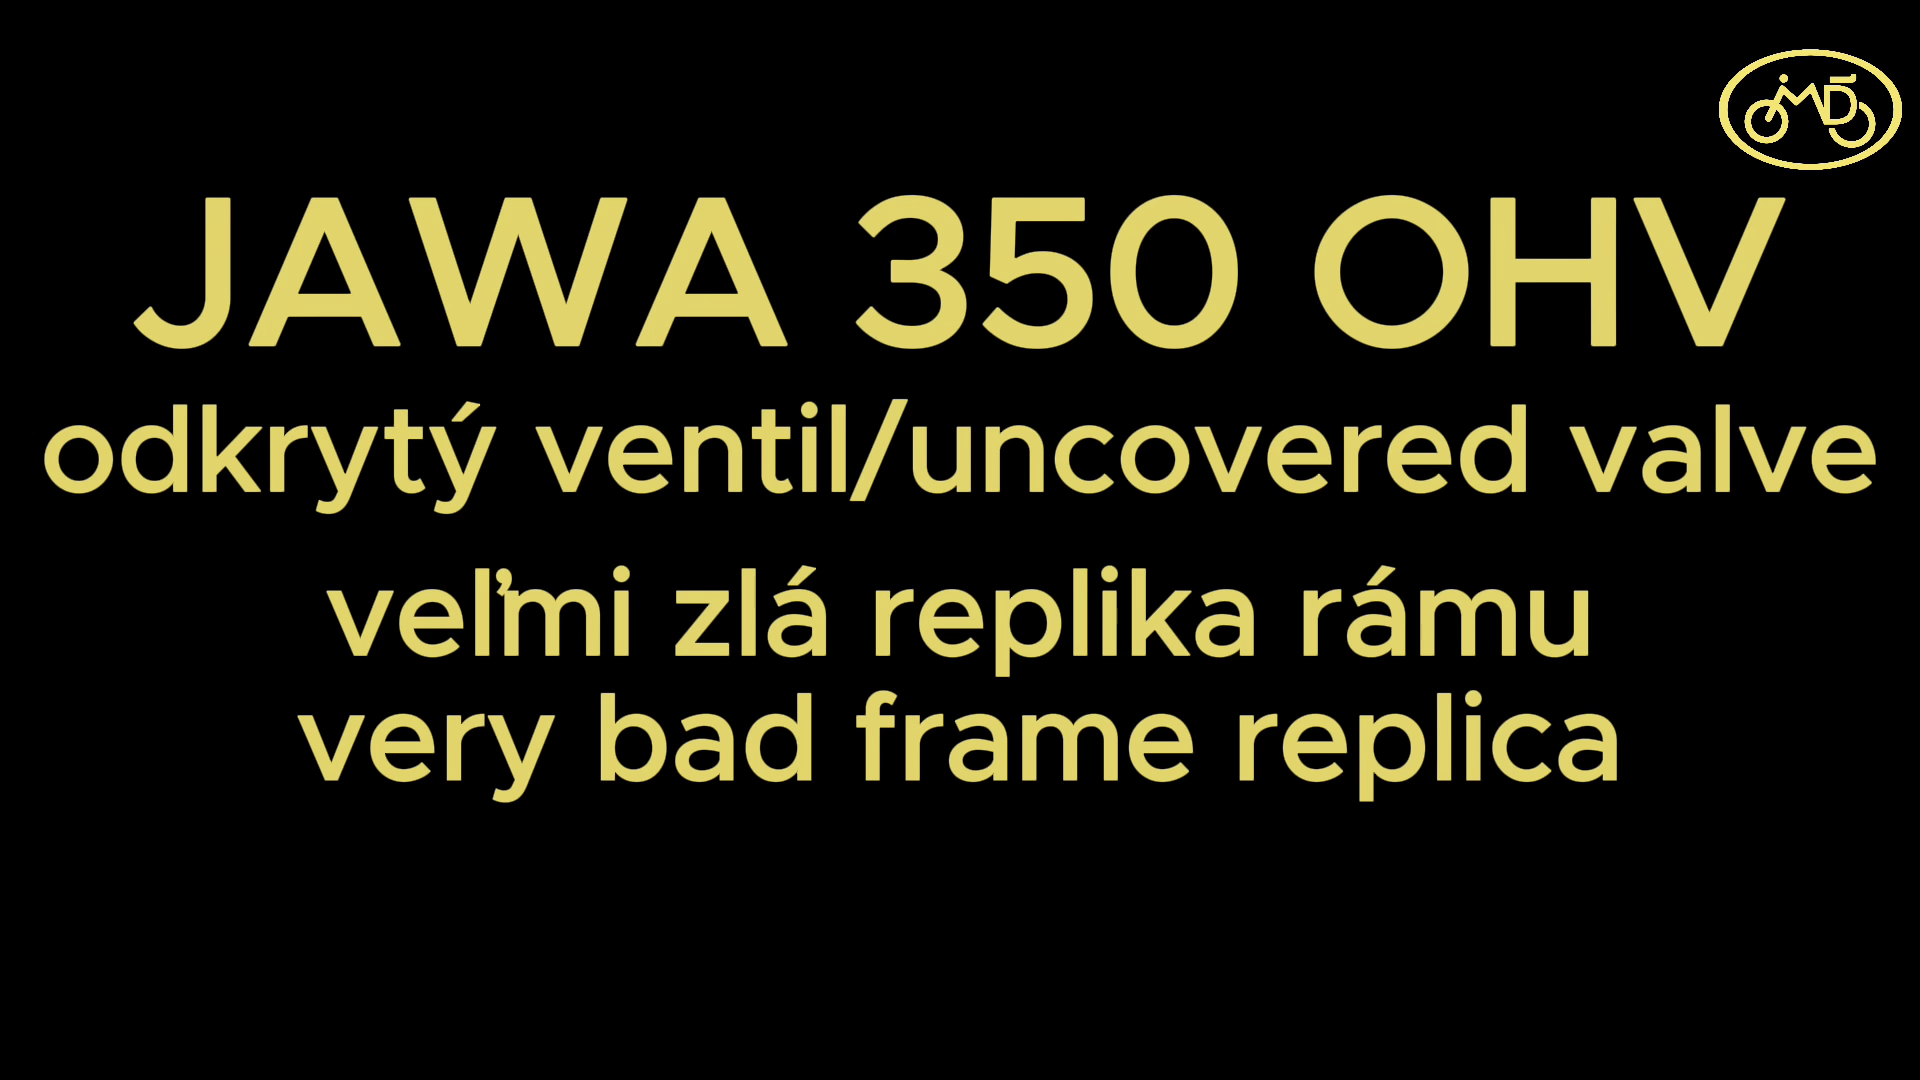 JAWA 350 OHV
odkrytý ventil/uncovered valve
veľmi zlá replika rámu
very bad frame replica